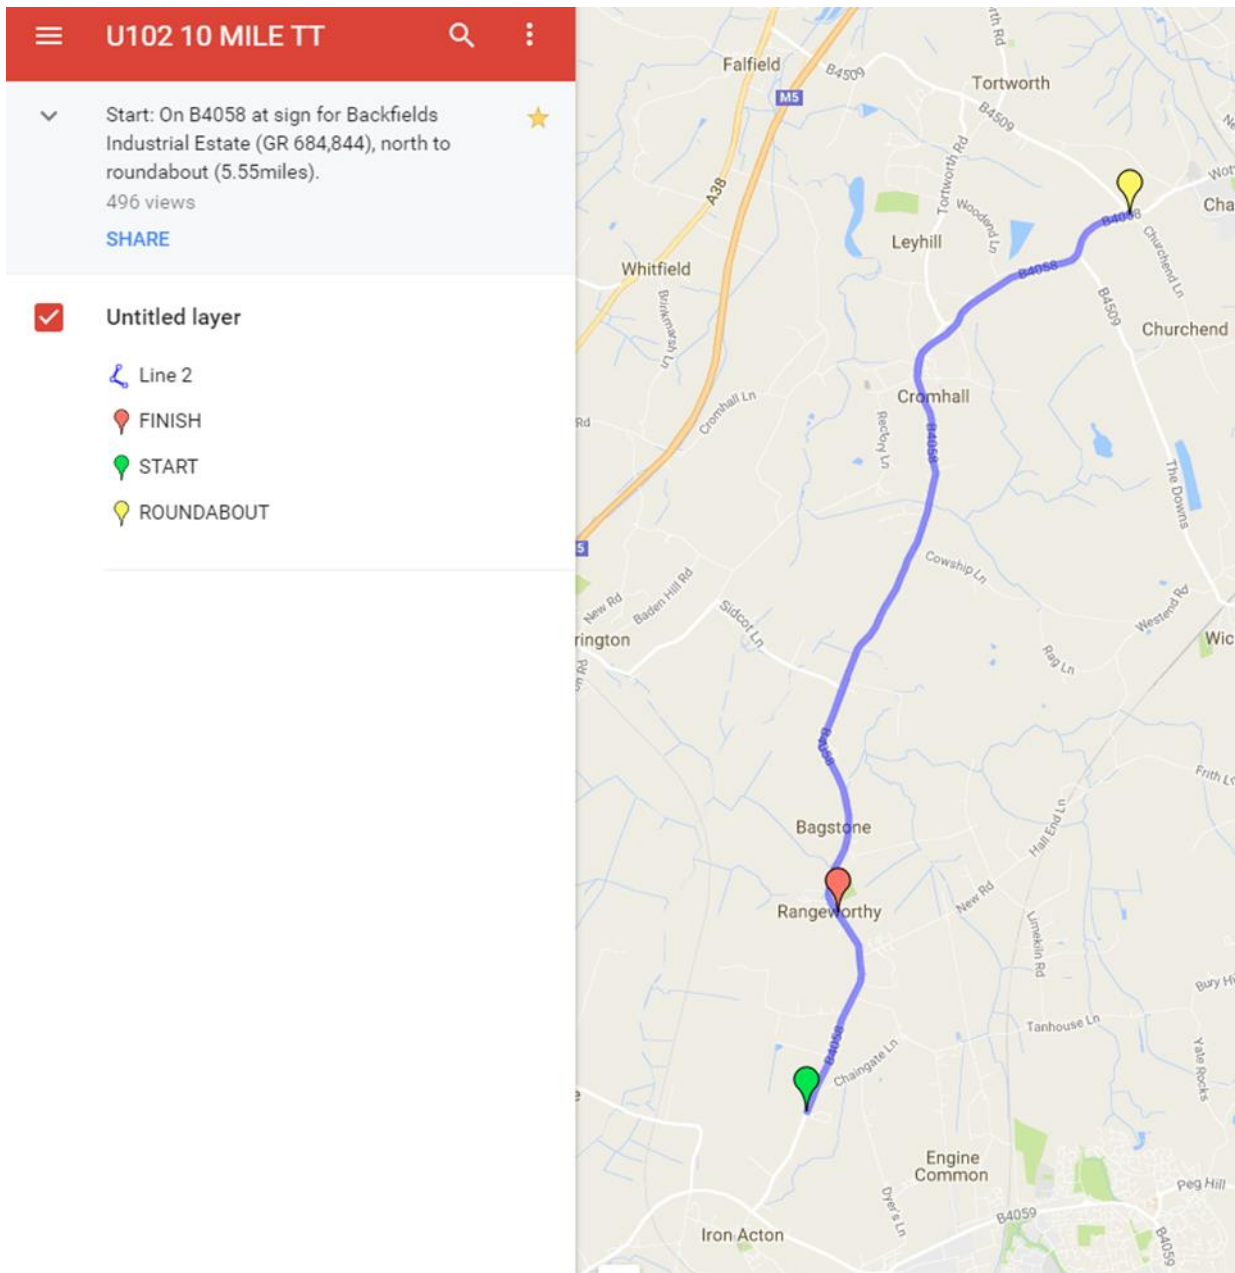 U102 10 MILE TT
Start: On B4058 at sign for Backfields
Industrial Estate (GR 684,844), north to
roundabout (5.55miles).
496 views
SHARE
Untitled layer
Line 2
FINISH
START
ROUNDABOUT
Falfield
B4509
M5
Tortworth
B4509
A38
Tortworth Rd
Woodend Ln
Leyhill
B4058
Churchend Ln
Cha
Whitfield
Brinkmarsh Ln
B4058
B4509
Churchend
Cromhall Ln
Cromhall
Rectory Ln
B4058
Rd
The Downs
5
Cowship Ln
New Rd
Baden Hill Rd
Sidcot Ln
Westend Rd
rington
Wic
Rag Ln
on Rd
B4058
Frith L
Bagstone
Hall End Ln
Rangeworthy
New Rd
Limekiln Rd
Bury H
B4058
Tanhouse Ln
Chaingate Ln
Yate Rocks
Engine
Common
Dyer's Ln
Peg Hill
B4059
Iron Acton
B4059